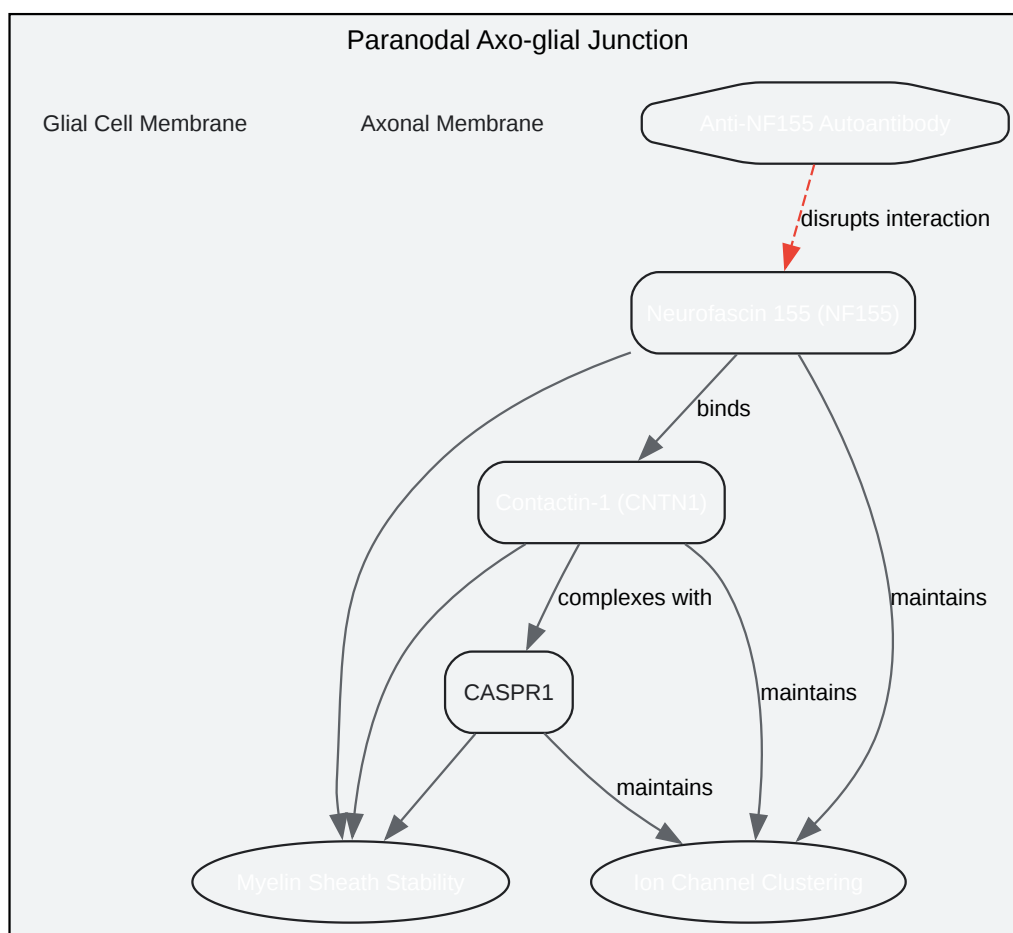 Paranodal Axo-glial Junction
Glial Cell Membrane
Axonal Membrane
Anti-NF155 Autoantibody
disrupts interaction
Neurofascin 155 (NF155)
binds
Contactin-1 (CNTN1)
complexes with
maintains
CASPR1
maintains
maintains
Myelin Sheath Stability
Ion Channel Clustering